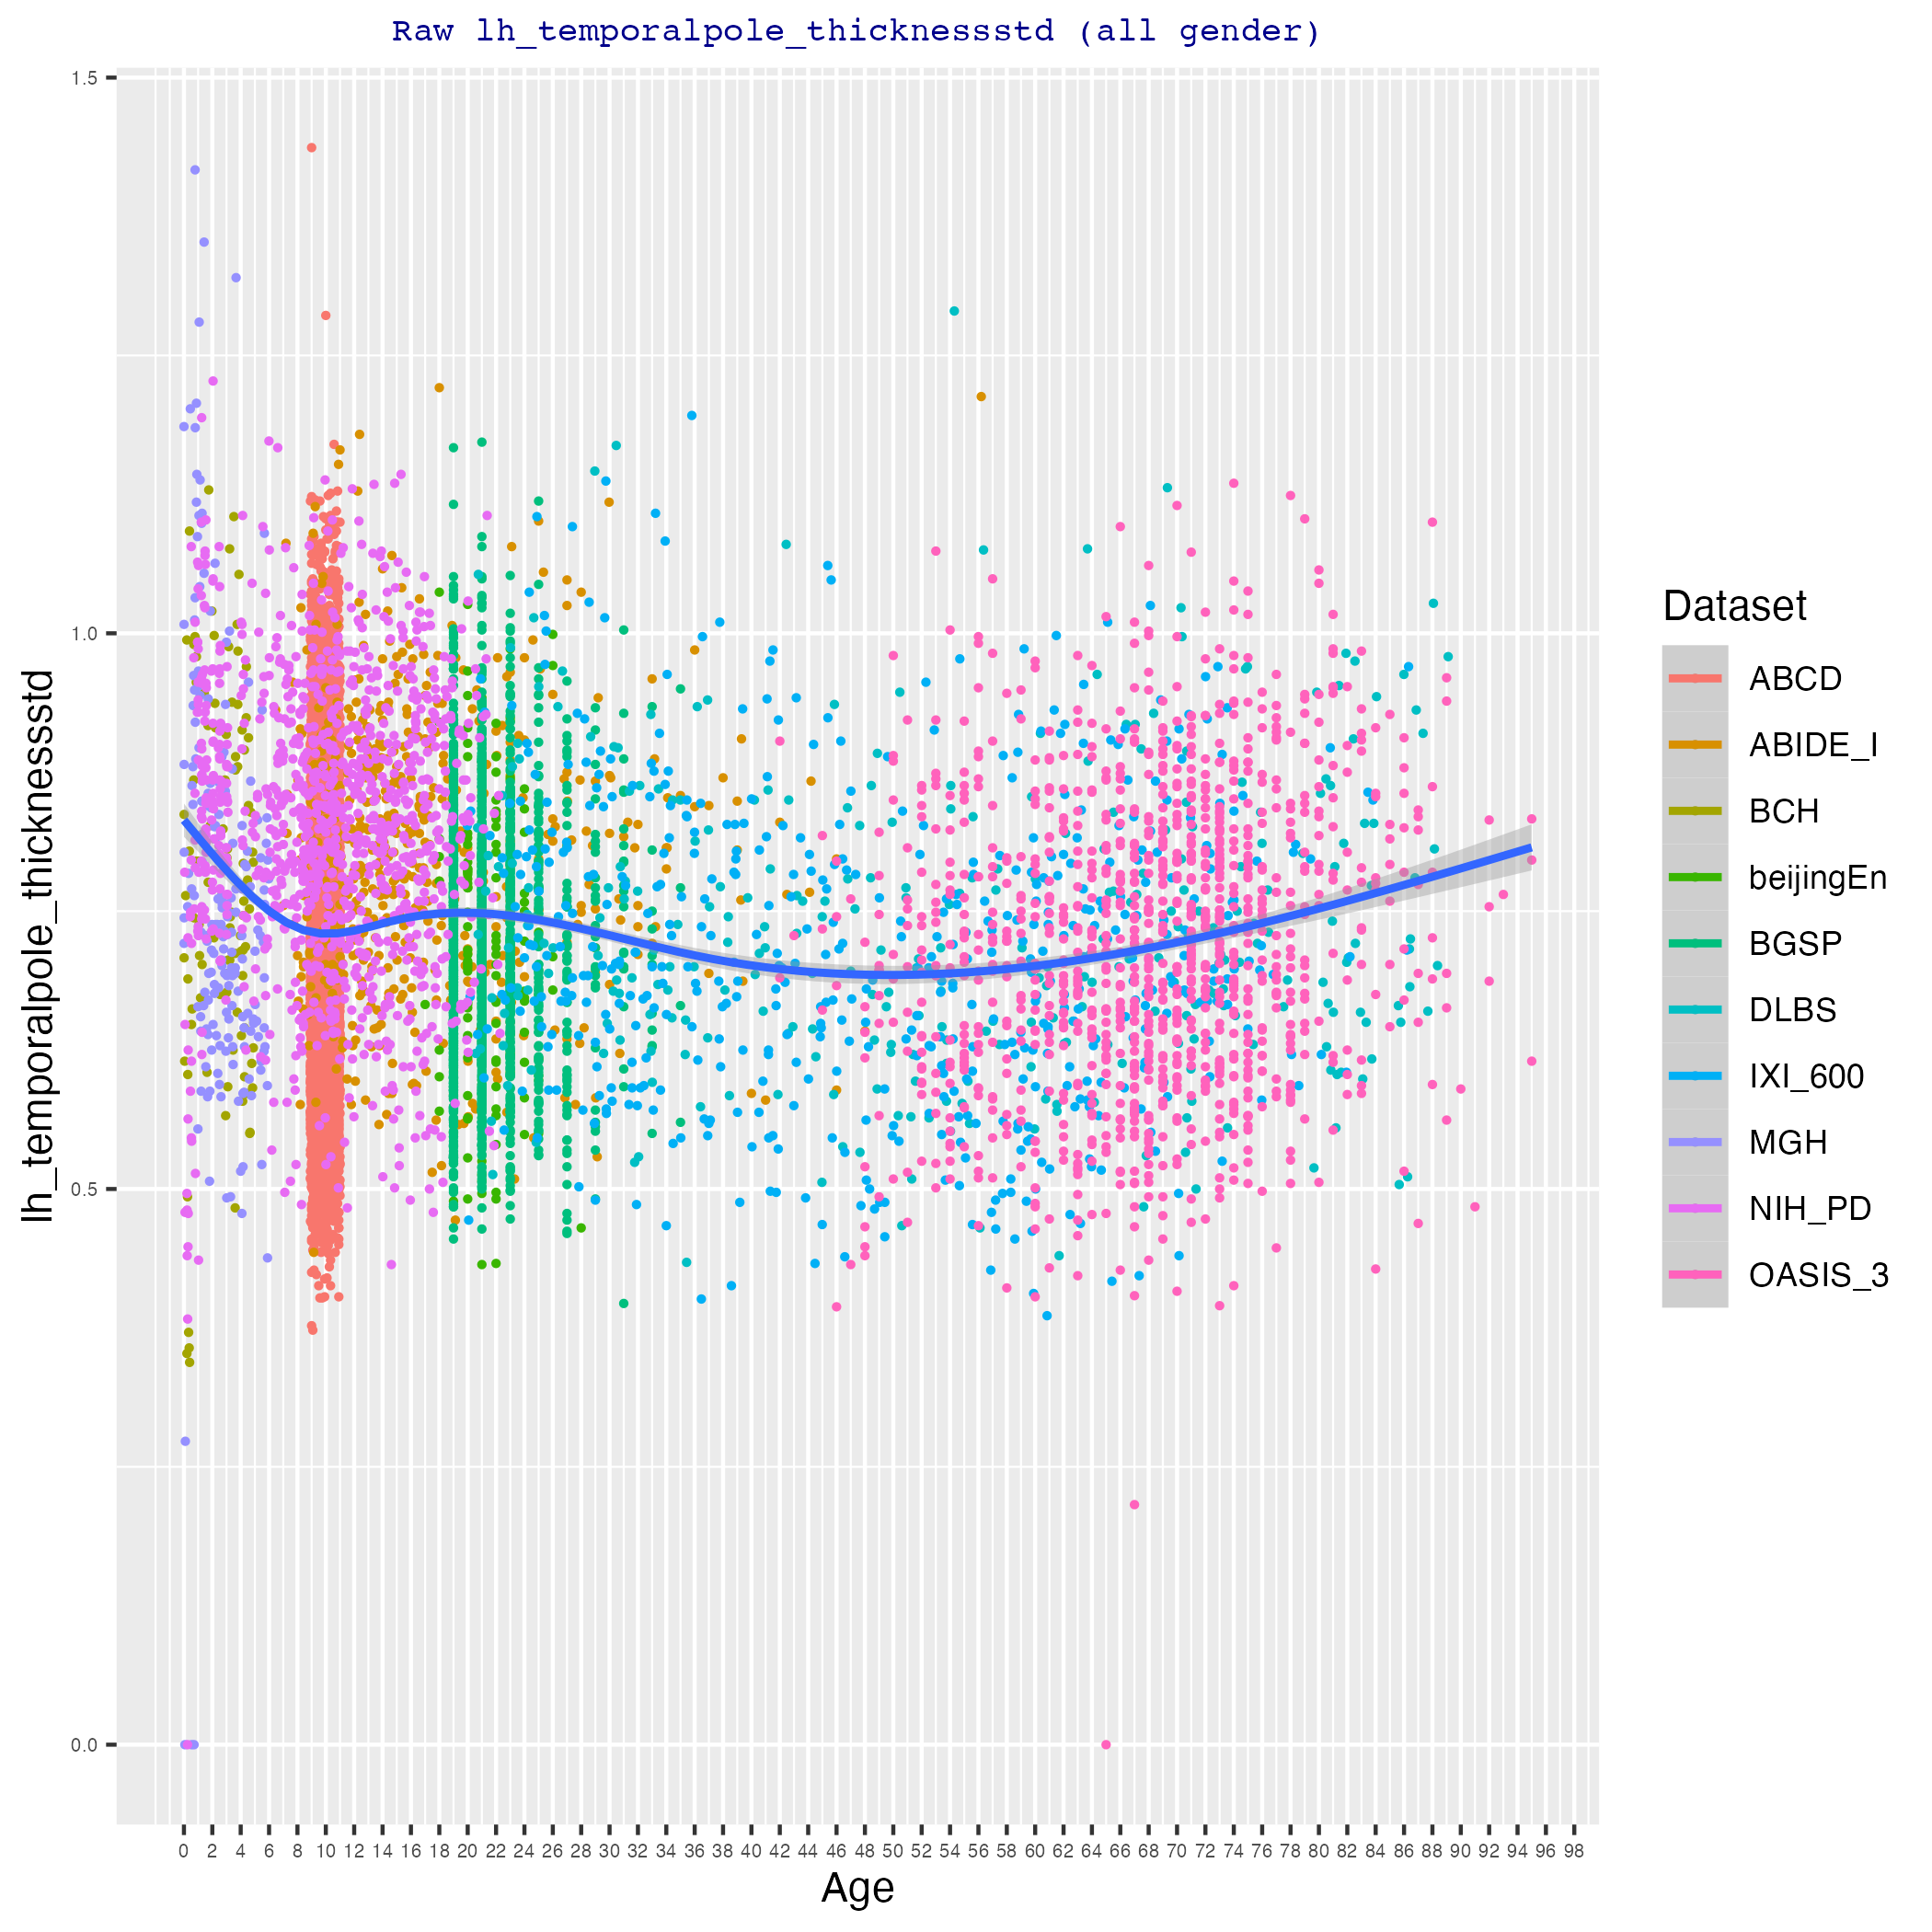 Raw lh_temporalpole_thicknessstd (all gender)
1.5
1.0
0.5
0.0
lh_temporalpole_thicknessstd
0 2 4 6 8 10 12 14 16 18 20 22 24 26 28 30 32 34 36 38 40 42 44 46 48 50 52 54 56 58 60 62 64 66 68 70 72 74 76 78 80 82 84 86 88 90 92 94 96 98
Age
Dataset
ABCD
ABIDE_I
BCH
beijingEn
BGSP
DLBS
IXI_600
MGH
NIH_PD
OASIS_3